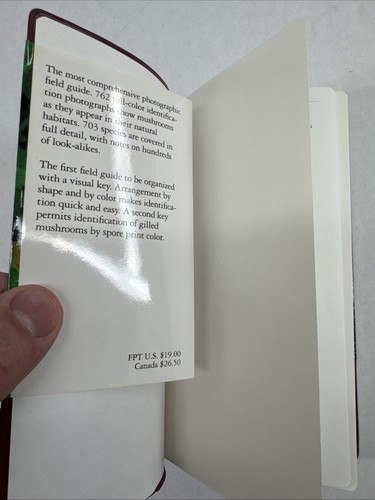 The most comprehensive photographic
field guide. 762 full-color identifica-
tion photographs show mushrooms
as they appear in their natural
habitats. 703 species are covered in
full detail, with notes on hundreds
of look-alikes.
The first field guide to be organized
with a visual key. Arrangement by
shape and by color makes identifica-
tion quick and easy. A second key
permits identification of gilled
mushrooms by spore print color.
FPT U.S. $19.00
Canada $26.50